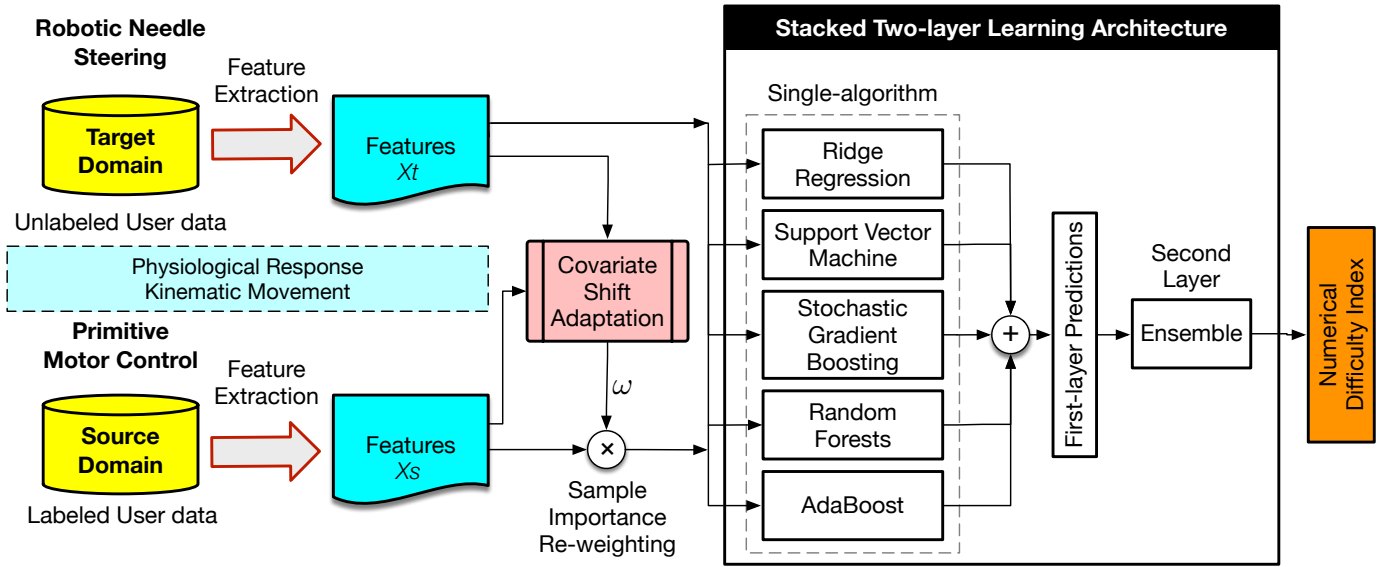 Robotic Needle
Steering
Feature
Extraction
Target
Domain
Features
Xt
Unlabeled User data
Physiological Response
Kinematic Movement
Primitive
Motor Control
Feature
Extraction
Source
Domain
Features
Xs
Labeled User data
Covariate
Shift
Adaptation
ω
×
Sample
Importance
Re-weighting
Stacked Two-layer Learning Architecture
Single-algorithm
Ridge
Regression
Support Vector
Machine
Stochastic
Gradient
Boosting
Random
Forests
AdaBoost
+
First-layer Predictions
Second
Layer
Ensemble
Numerical
Difficulty Index